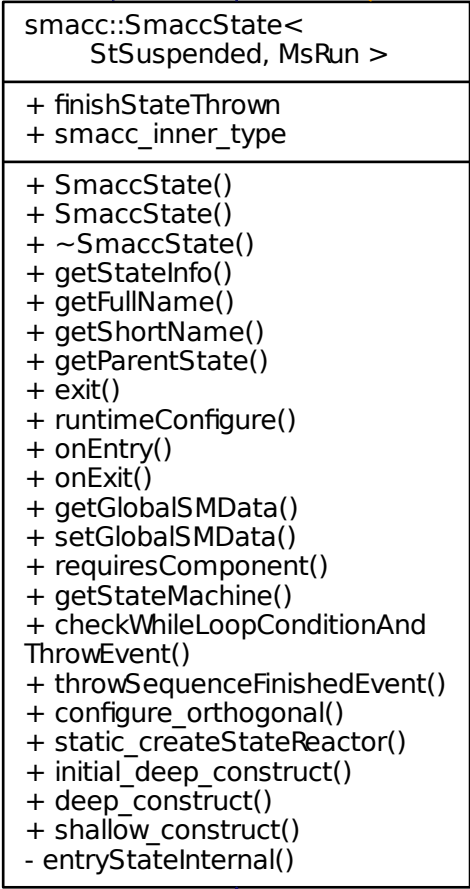 smacc::SmaccState<
StSuspended, MsRun >
+ finishStateThrown
+ smacc_inner_type
+ SmaccState()
+ SmaccState()
+ ~SmaccState()
+ getStateInfo()
+ getFullName()
+ getShortName()
+ getParentState()
+ exit()
+ runtimeConfigure()
+ onEntry()
+ onExit()
+ getGlobalSMData()
+ setGlobalSMData()
+ requiresComponent()
+ getStateMachine()
+ checkWhileLoopConditionAnd
ThrowEvent()
+ throwSequenceFinishedEvent()
+ configure_orthogonal()
+ static_createStateReactor()
+ initial_deep_construct()
+ deep_construct()
+ shallow_construct()
- entryStateInternal()